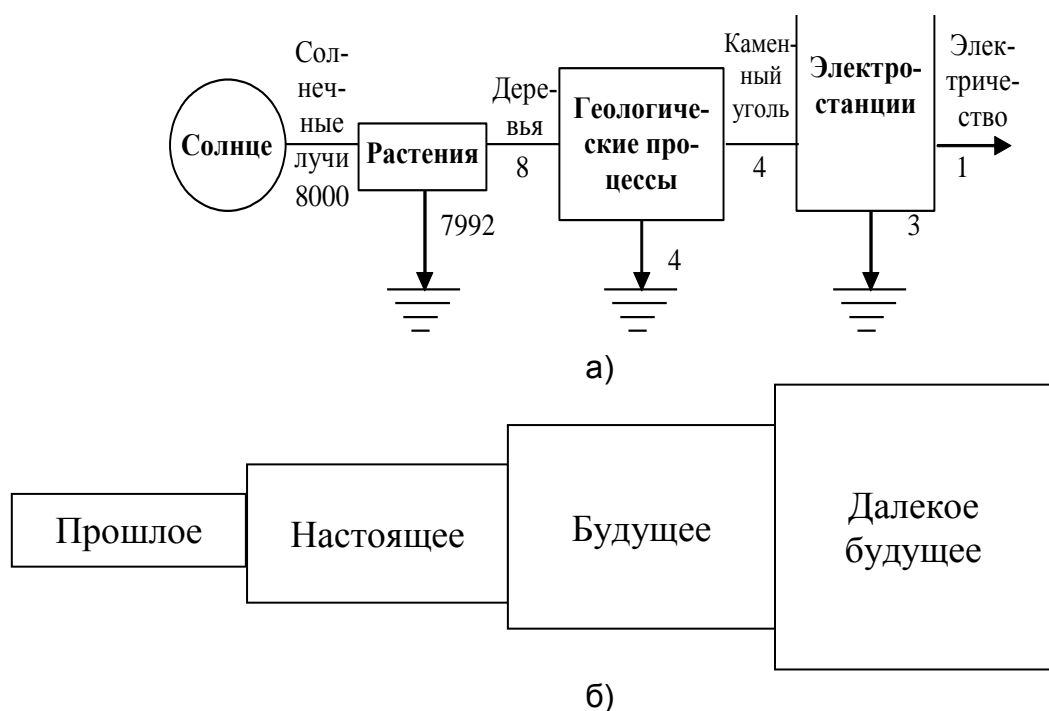 Сол-
неч-
ные
лучи
8000
Солнце
Растения
7992
Дере-
вья
8
Геологиче-
ские про-
цессы
4
Камен-
ный
уголь
4
Электро-
станции
3
Элек-
триче-
ство
1
а)
Прошлое
Настоящее
Будущее
Далекое
будущее
б)